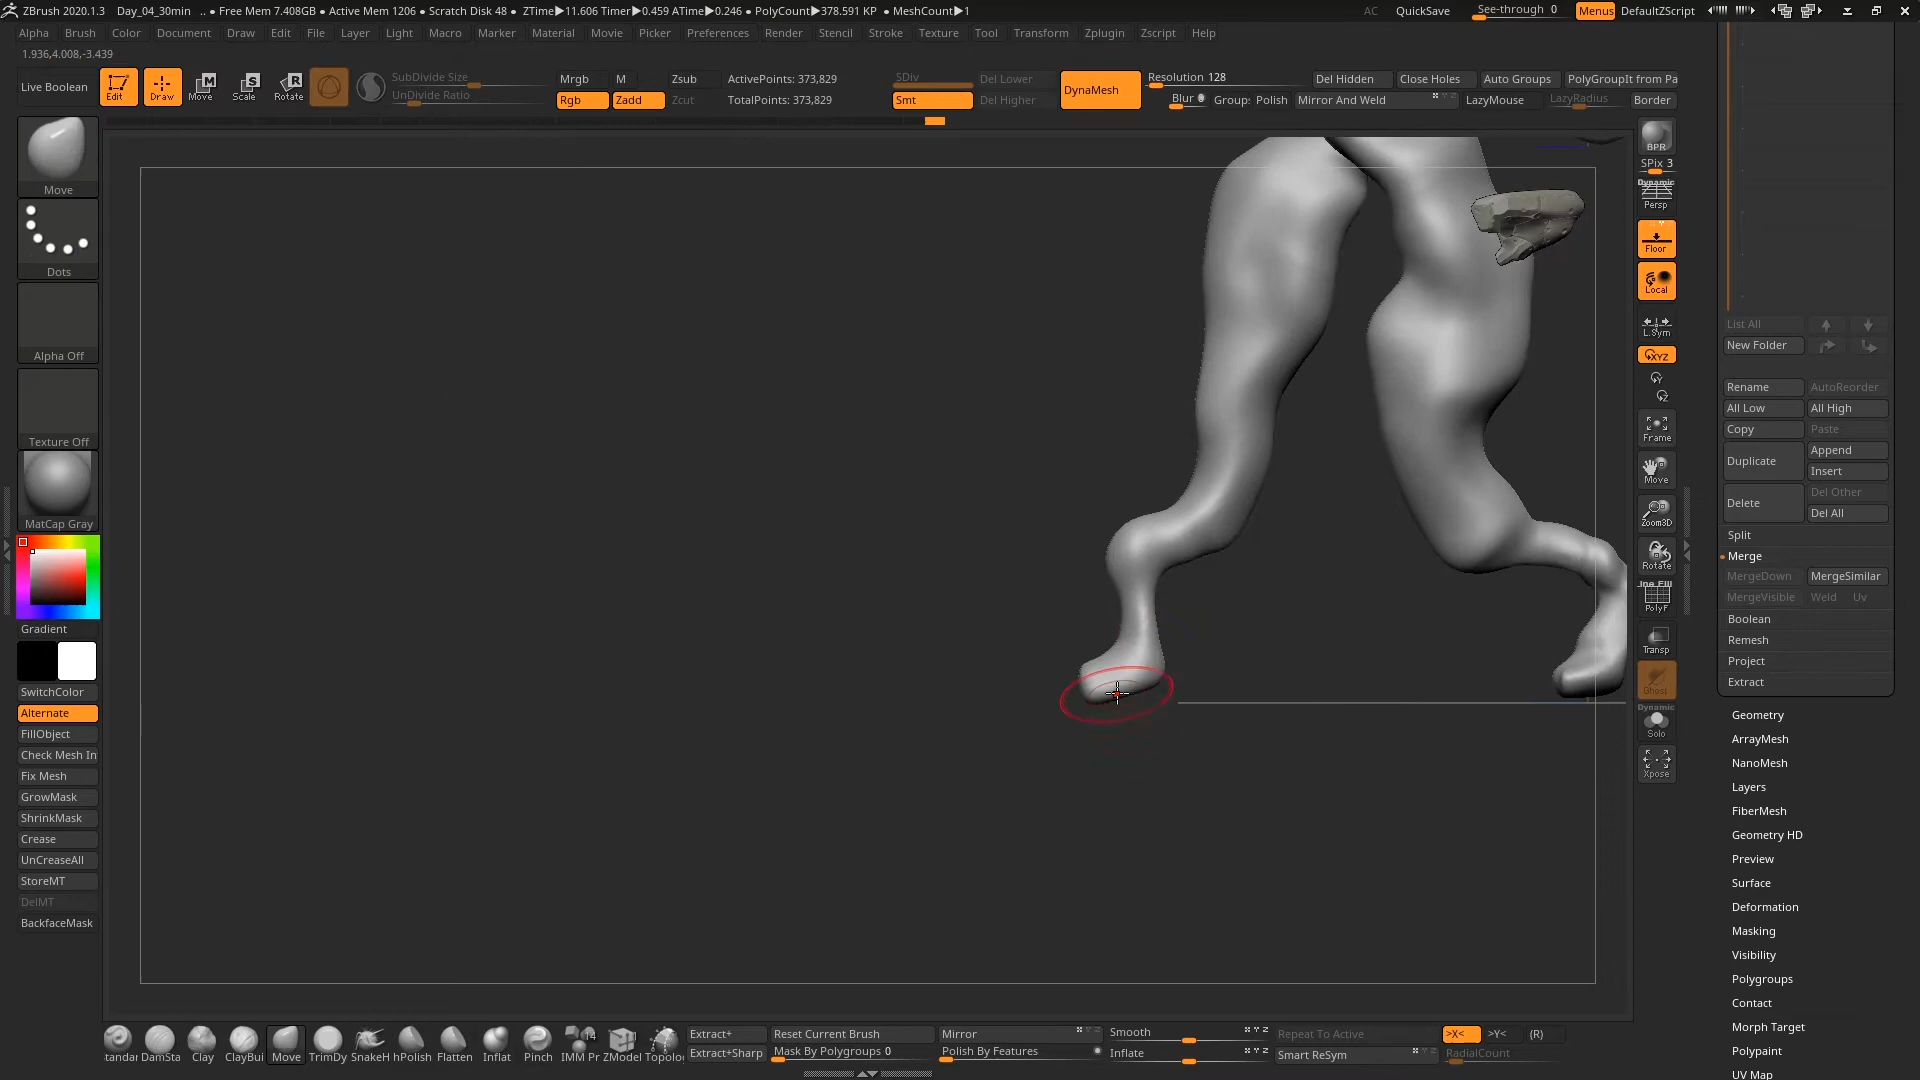 ZBrush 2020.1.3 Day_04_30min .. • Free Mem 7.408GB • Active Mem 1206 • Scratch Disk 48 • ZTime▶11.606 Timer▶0.459 ATime▶0.246 • PolyCount▶378.591 KP • MeshCount▶1 AC QuickSave See-through 0 Menus DefaultZScript
Alpha Brush Color Document Draw Edit File Layer Light Macro Marker Material Movie Picker Preferences Render Stencil Stroke Texture Tool Transform Zplugin Zscript Help
1.936,4.008,-3.439
Live Boolean Edit Draw Move Scale Rotate
SubDivide Size
UnDivide Ratio
Mrgb M Zsub
Rgb Zadd Zcut
ActivePoints: 373,829
TotalPoints: 373,829
SDiv Del Lower
Smt Del Higher
DynaMesh
Resolution 128
Blur Group: Polish
Del Hidden Close Holes Auto Groups PolyGroupIt from Pa
Mirror And Weld LazyMouse LazyRadius Border
Move
Dots
Alpha Off
Texture Off
MatCap Gray
Gradient
SwitchColor
Alternate
FillObject
Check Mesh In
Fix Mesh
GrowMask
ShrinkMask
Crease
UnCreaseAll
StoreMT
DelMT
BackfaceMask
BPR
SPix 3
Dynamic
Persp
Floor
Local
L.Sym
XYZ
Y
Z
Frame
Move
Zoom3D
Rotate
Line Fill
PolyF
Transp
Ghost
Dynamic
Solo
Xpose
List All
New Folder
Rename AutoReorder
All Low All High
Copy Paste
Duplicate Append
Insert
Delete Del Other
Del All
Split
Merge
MergeDown MergeSimilar
MergeVisible Weld Uv
Boolean
Remesh
Project
Extract
Geometry
ArrayMesh
NanoMesh
Layers
FiberMesh
Geometry HD
Preview
Surface
Deformation
Masking
Visibility
Polygroups
Contact
Morph Target
Polypaint
UV Map
tandar DamSta Clay ClayBui Move TrimDy SnakeH hPolish Flatten Inflat Pinch IMM Pr 14 ZModel Topolo
Extract+ Reset Current Brush Mirror Smooth Repeat To Active >X< >Y< (R)
Extract+Sharp Mask By Polygroups 0 Polish By Features Inflate Smart ReSym RadialCount